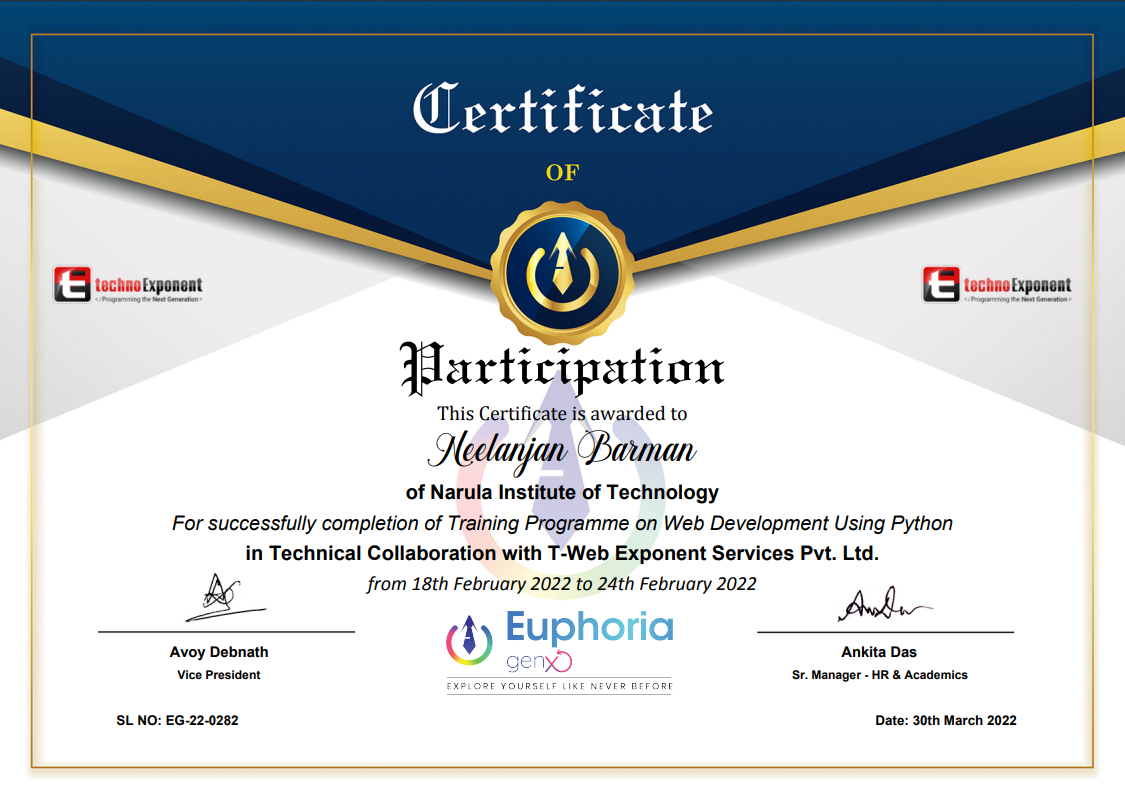 Certificate
OF
techno Exponent
</Programming the Next Generation>
techno Exponent
</Programming the Next Generation>
Participation
This Certificate is awarded to
Neelanjan Barman
of Narula Institute of Technology
For successfully completion of Training Programme on Web Development Using Python
in Technical Collaboration with T-Web Exponent Services Pvt. Ltd.
from 18th February 2022 to 24th February 2022
Euphoria
genx
EXPLORE YOURSELF LIKE NEVER BEFORE
Avoy Debnath
Vice President
Ankita Das
Sr. Manager - HR & Academics
SL NO: EG-22-0282
Date: 30th March 2022